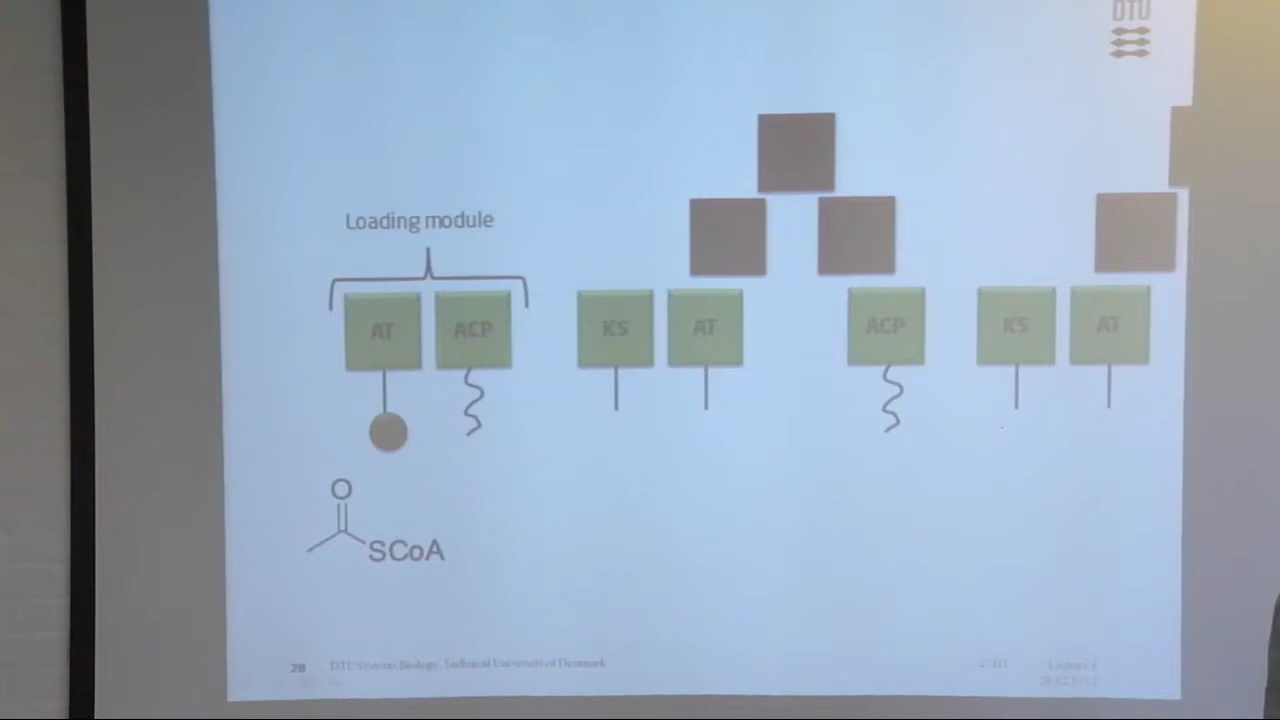 DTU
Loading module
AT ACP KS AT ACP KS AT
O
SCoA
28 DTU Systems Biology, Technical University of Denmark
Lecture